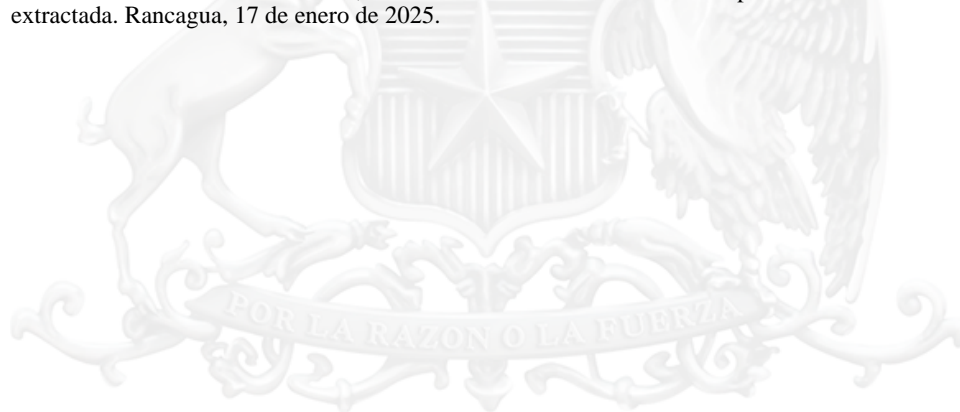 extractada. Rancagua, 17 de enero de 2025.
POR LA RAZON O LA FUERZA